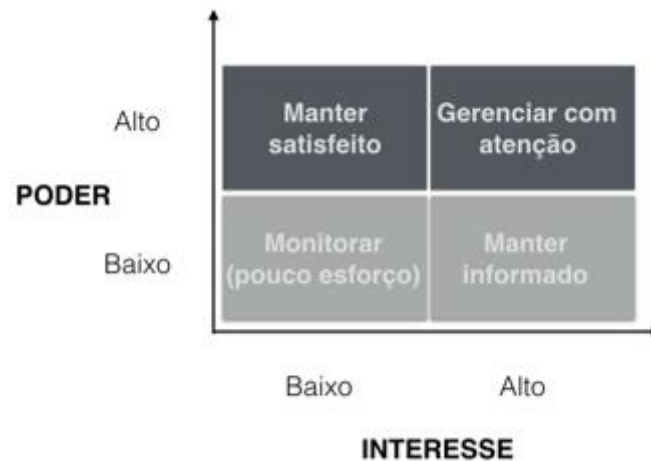 Alto
Manter
satisfeito
Gerenciar com
atenção
PODER
Baixo
Monitorar
(pouco esforço)
Manter
informado
Baixo
Alto
INTERESSE